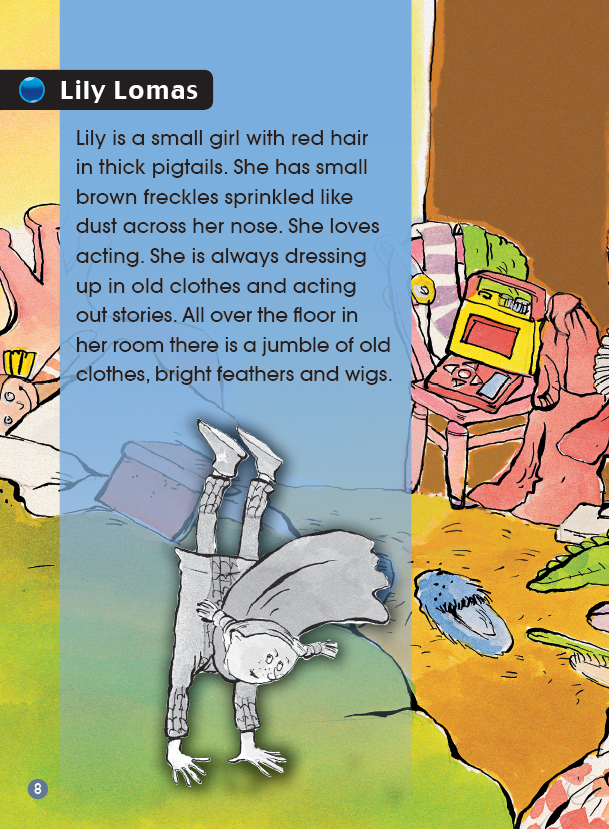 Lily Lomas
Lily is a small girl with red hair
in thick pigtails. She has small
brown freckles sprinkled like
dust across her nose. She loves
acting. She is always dressing
up in old clothes and acting
out stories. All over the floor in
her room there is a jumble of old
clothes, bright feathers and wigs.
8